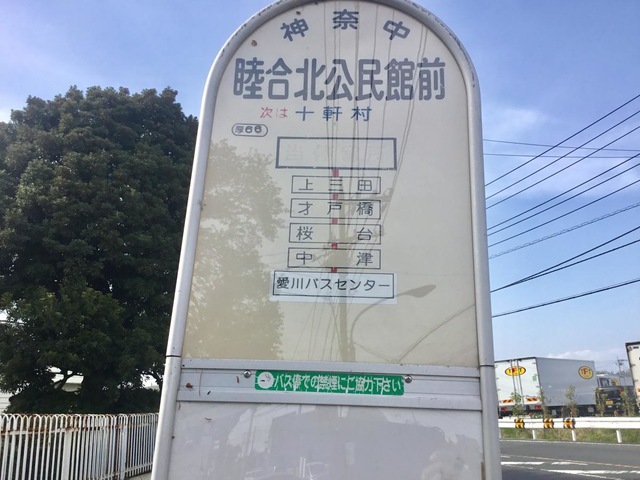 神奈中
睦合北公民館前
次は 十軒村
厚66
上三田
才戸橋
桜台
中津
愛川バスセンター
バス停での禁煙にご協力下さい